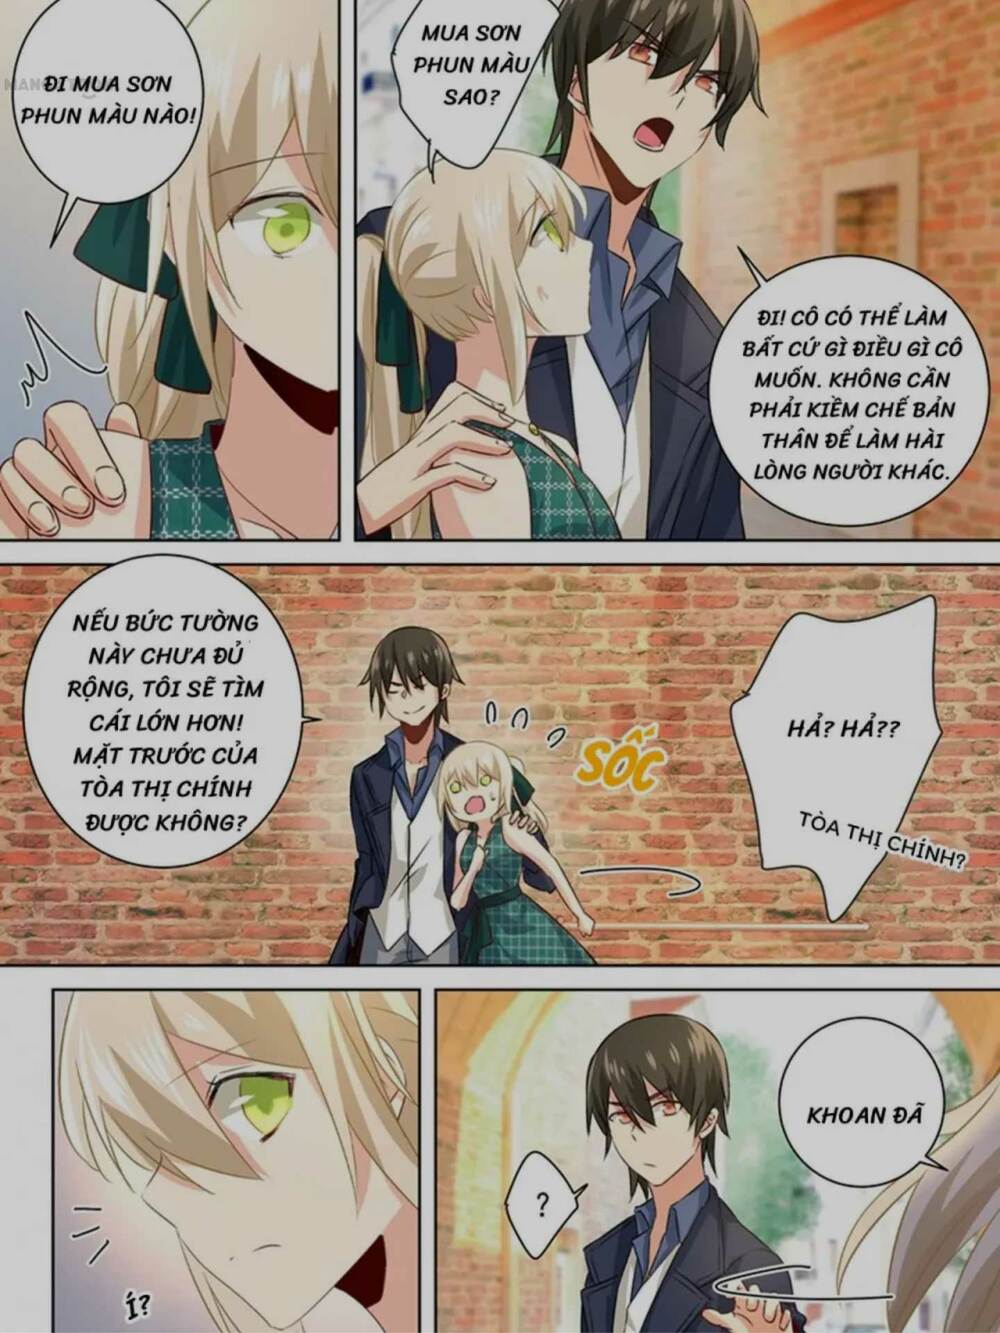 ĐI MUA SƠN
PHUN MÀU NÀO!
MUA SƠN
PHUN MÀU
SAO?
ĐI! CÔ CÓ THỂ LÀM
BẤT CỨ GÌ ĐIỀU GÌ CÔ
MUỐN. KHÔNG CẦN
PHẢI KIỀM CHẾ BẢN
THÂN ĐỂ LÀM HÀI
LÒNG NGƯỜI KHÁC.
NẾU BỨC TƯỜNG
NÀY CHƯA ĐỦ
RỘNG, TÔI SẼ TÌM
CÁI LỚN HƠN!
MẶT TRƯỚC CỦA
TÒA THỊ CHÍNH
ĐƯỢC KHÔNG?
SỐC
HẢ? HẢ??
TÒA THỊ CHÍNH?
Í?
?
KHOAN ĐÃ